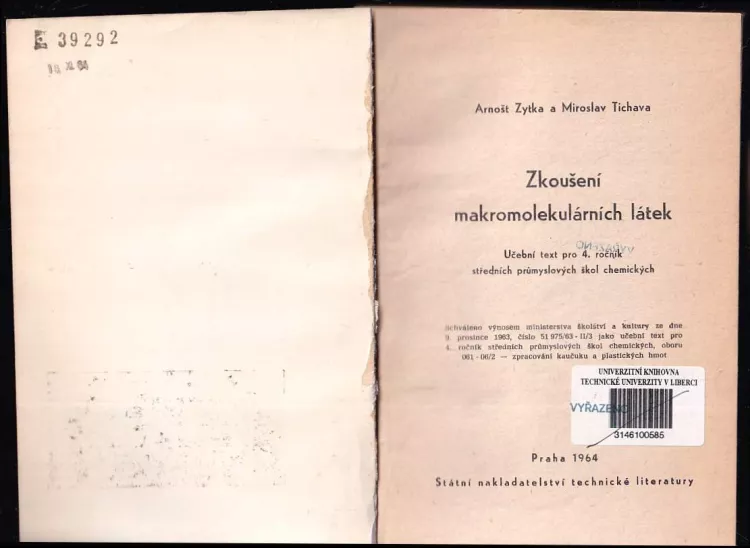 E 39292
Arnošt Zytka a Miroslav Tichava
Zkoušení
makromolekulárních látek
Učební text pro 4. ročník
středních průmyslových škol chemických
Schváleno výnosem ministerstva školství a kultury ze dne
9. prosince 1963, číslo 51 975/63 - II/3 jako učební text pro
4. ročník středních průmyslových škol chemických, oboru
061 - 06/2 — zpracování kaučuku a plastických hmot
UNIVERZITNÍ KNIHOVNA
TECHNICKÉ UNIVERZITY V LIBERCI
VYŘAZENO
3146100585
Praha 1964
Státní nakladatelství technické literatury